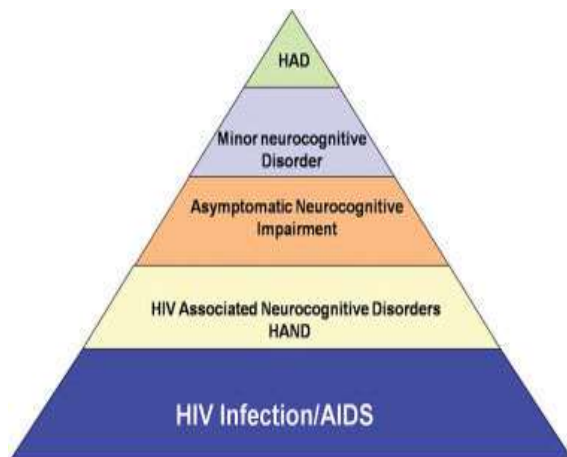 HAD
Minor neurocognitive
Disorder
Asymptomatic Neurocognitive
Impairment
HIV Associated Neurocognitive Disorders
HAND
HIV Infection/AIDS